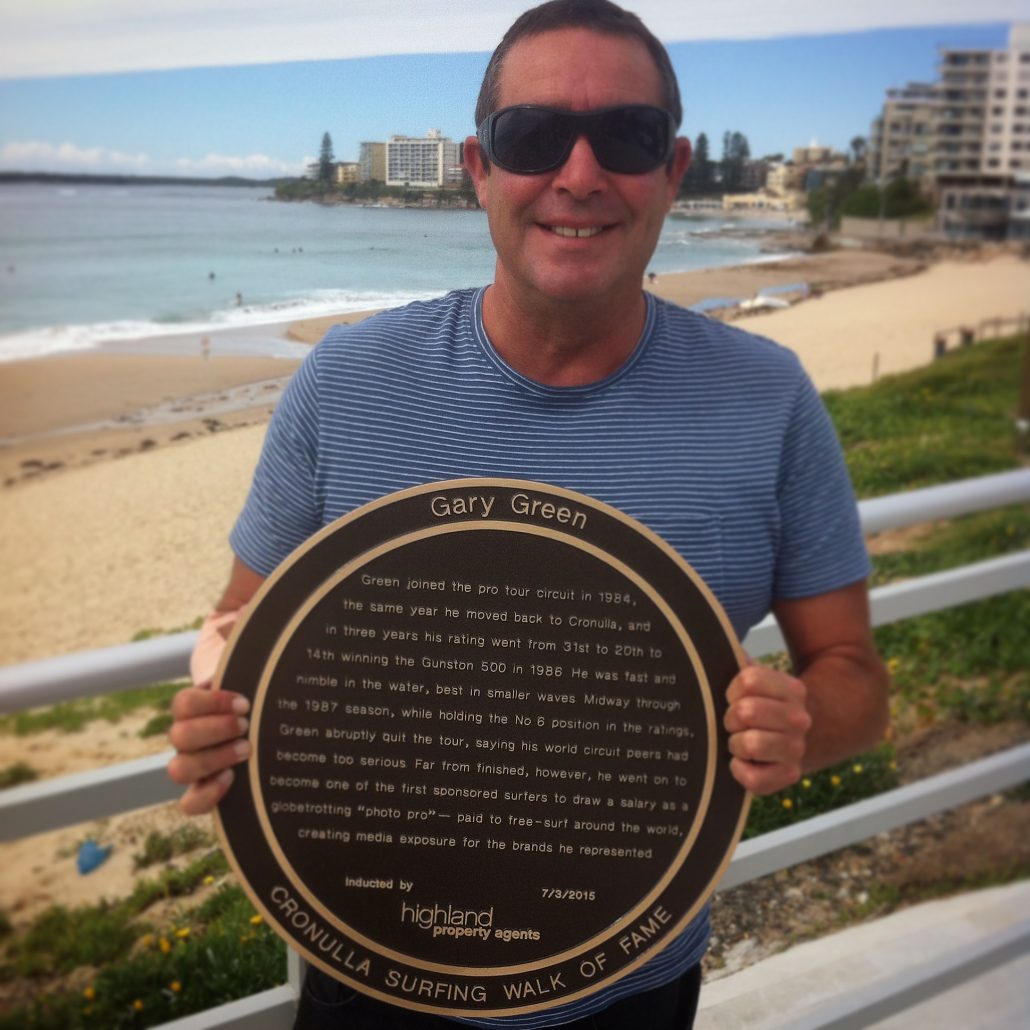 Gary Green
Green joined the pro tour circuit in 1984,
the same year he moved back to Cronulla, and
in three years his rating went from 31st to 20th to
14th winning the Gunston 500 in 1986. He was fast and
nimble in the water, best in smaller waves. Midway through
the 1987 season, while holding the No 6 position in the ratings,
Green abruptly quit the tour, saying his world circuit peers had
become too serious. Far from finished, however, he went on to
become one of the first sponsored surfers to draw a salary as a
globetrotting "photo pro" — paid to free-surf around the world,
creating media exposure for the brands he represented
Inducted by
7/3/2015
highland
property agents
CRONULLA SURFING WALK OF FAME